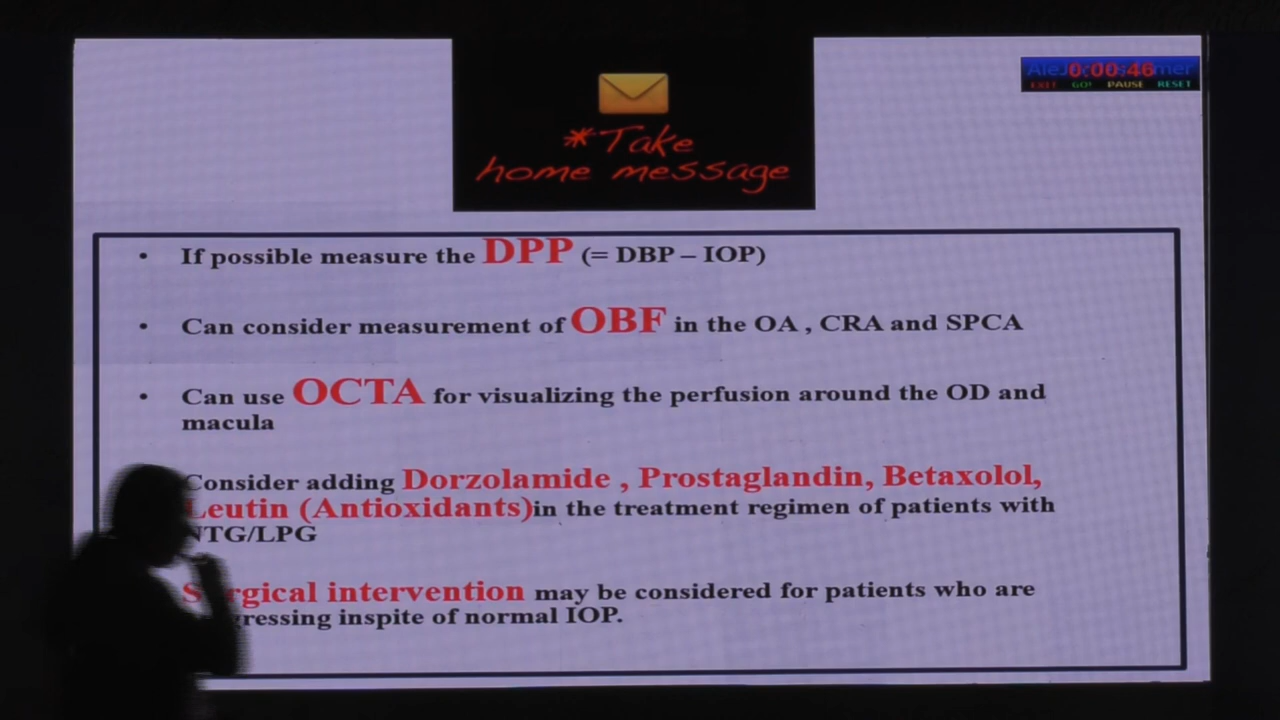 *Take
home message
0:00:46
EXIT GO! PAUSE RESET
• If possible measure the DPP (= DBP – IOP)
• Can consider measurement of OBF in the OA , CRA and SPCA
• Can use OCTA for visualizing the perfusion around the OD and
macula
Consider adding Dorzolamide , Prostaglandin, Betaxolol,
Leutin (Antioxidants)in the treatment regimen of patients with
NTG/LPG
Surgical intervention may be considered for patients who are
gressing inspite of normal IOP.